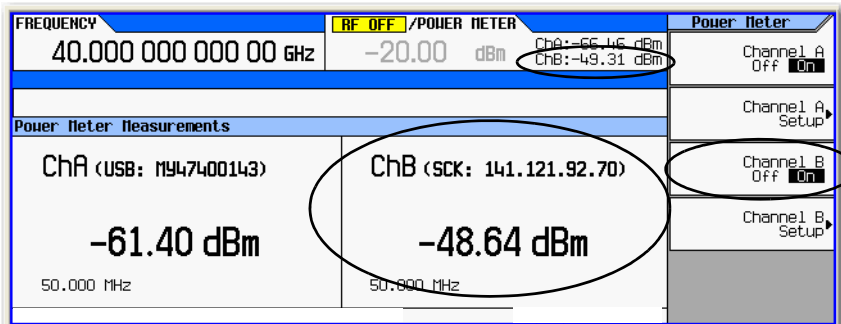 FREQUENCY
RF OFF /POWER METER
40.000 000 000 00 GHz
-20.00 dBm
ChA:-66.46 dBm
ChB:-49.31 dBm
Power Meter Measurements
ChA (USB: MY47400143)
-61.40 dBm
50.000 MHz
ChB (SCK: 141.121.92.70)
-48.64 dBm
50.000 MHz
Power Meter
Channel A
Off On
Channel A
Setup
Channel B
Off On
Channel B
Setup